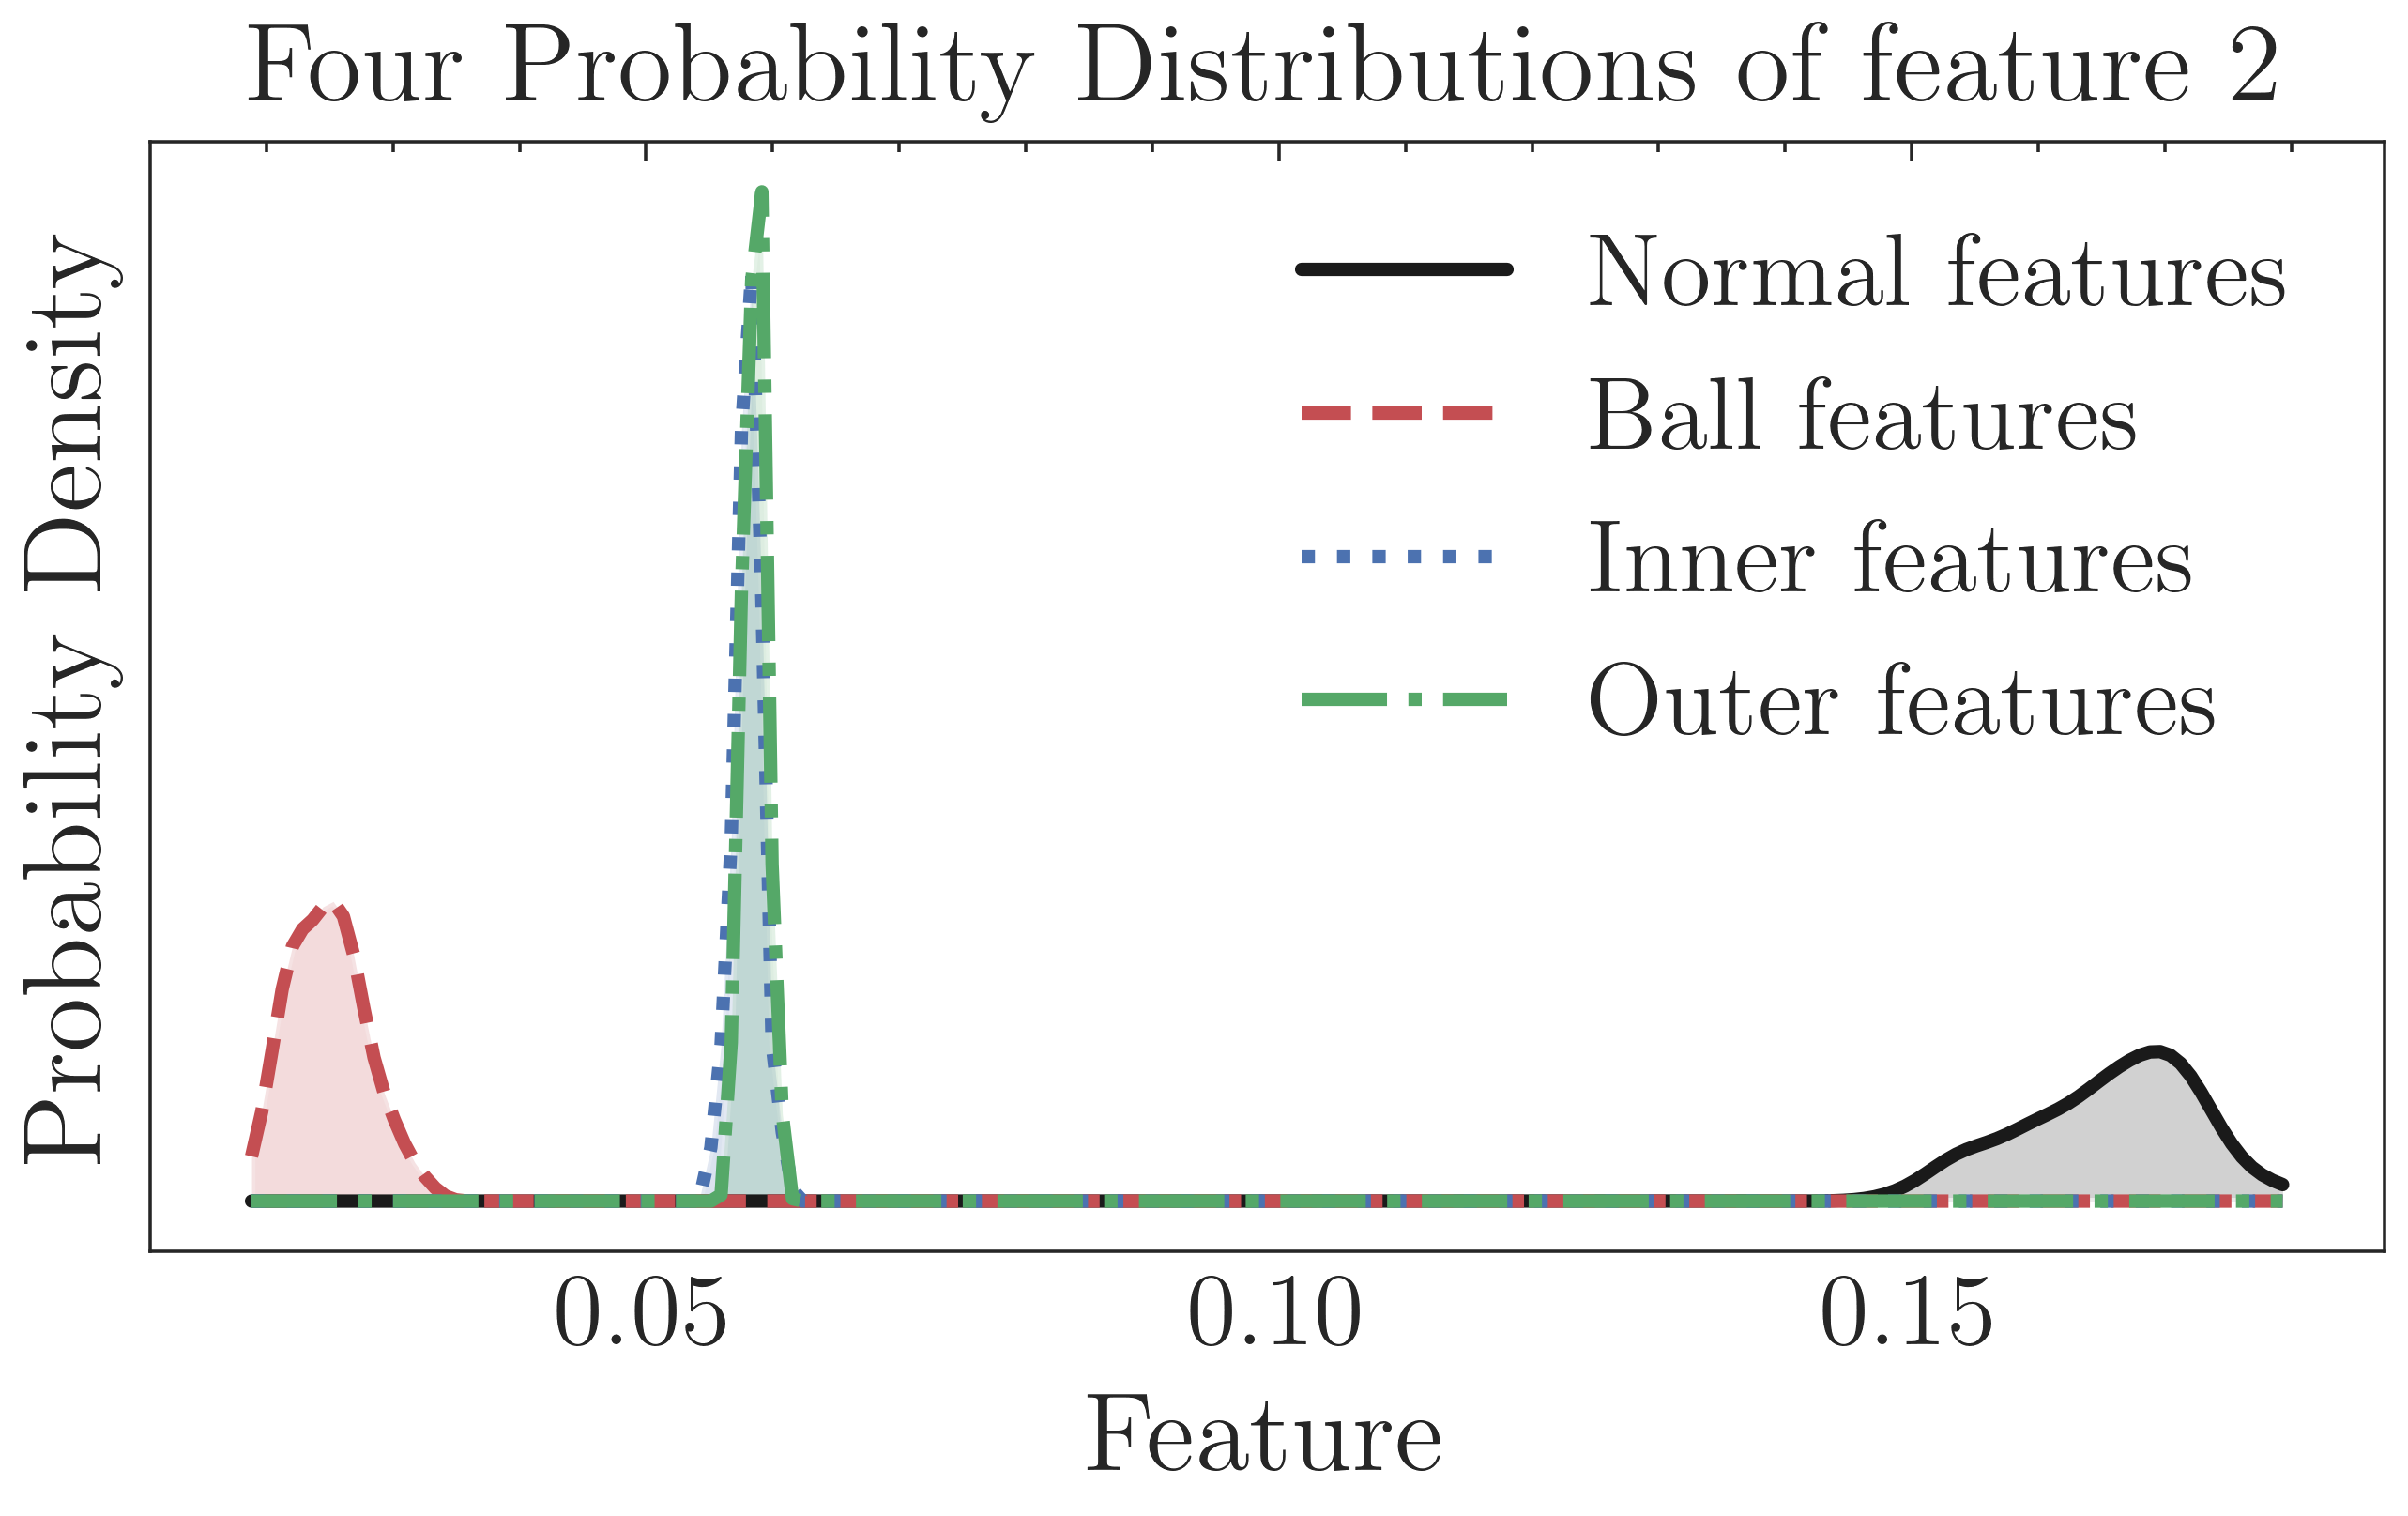 Four Probability Distributions of feature 2
Probability Density
Normal features
Ball features
Inner features
Outer features
0.05 0.10 0.15
Feature